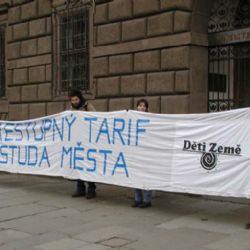 ESTUPNÝ TARIF
STUDA MĚSTA
Děti Země